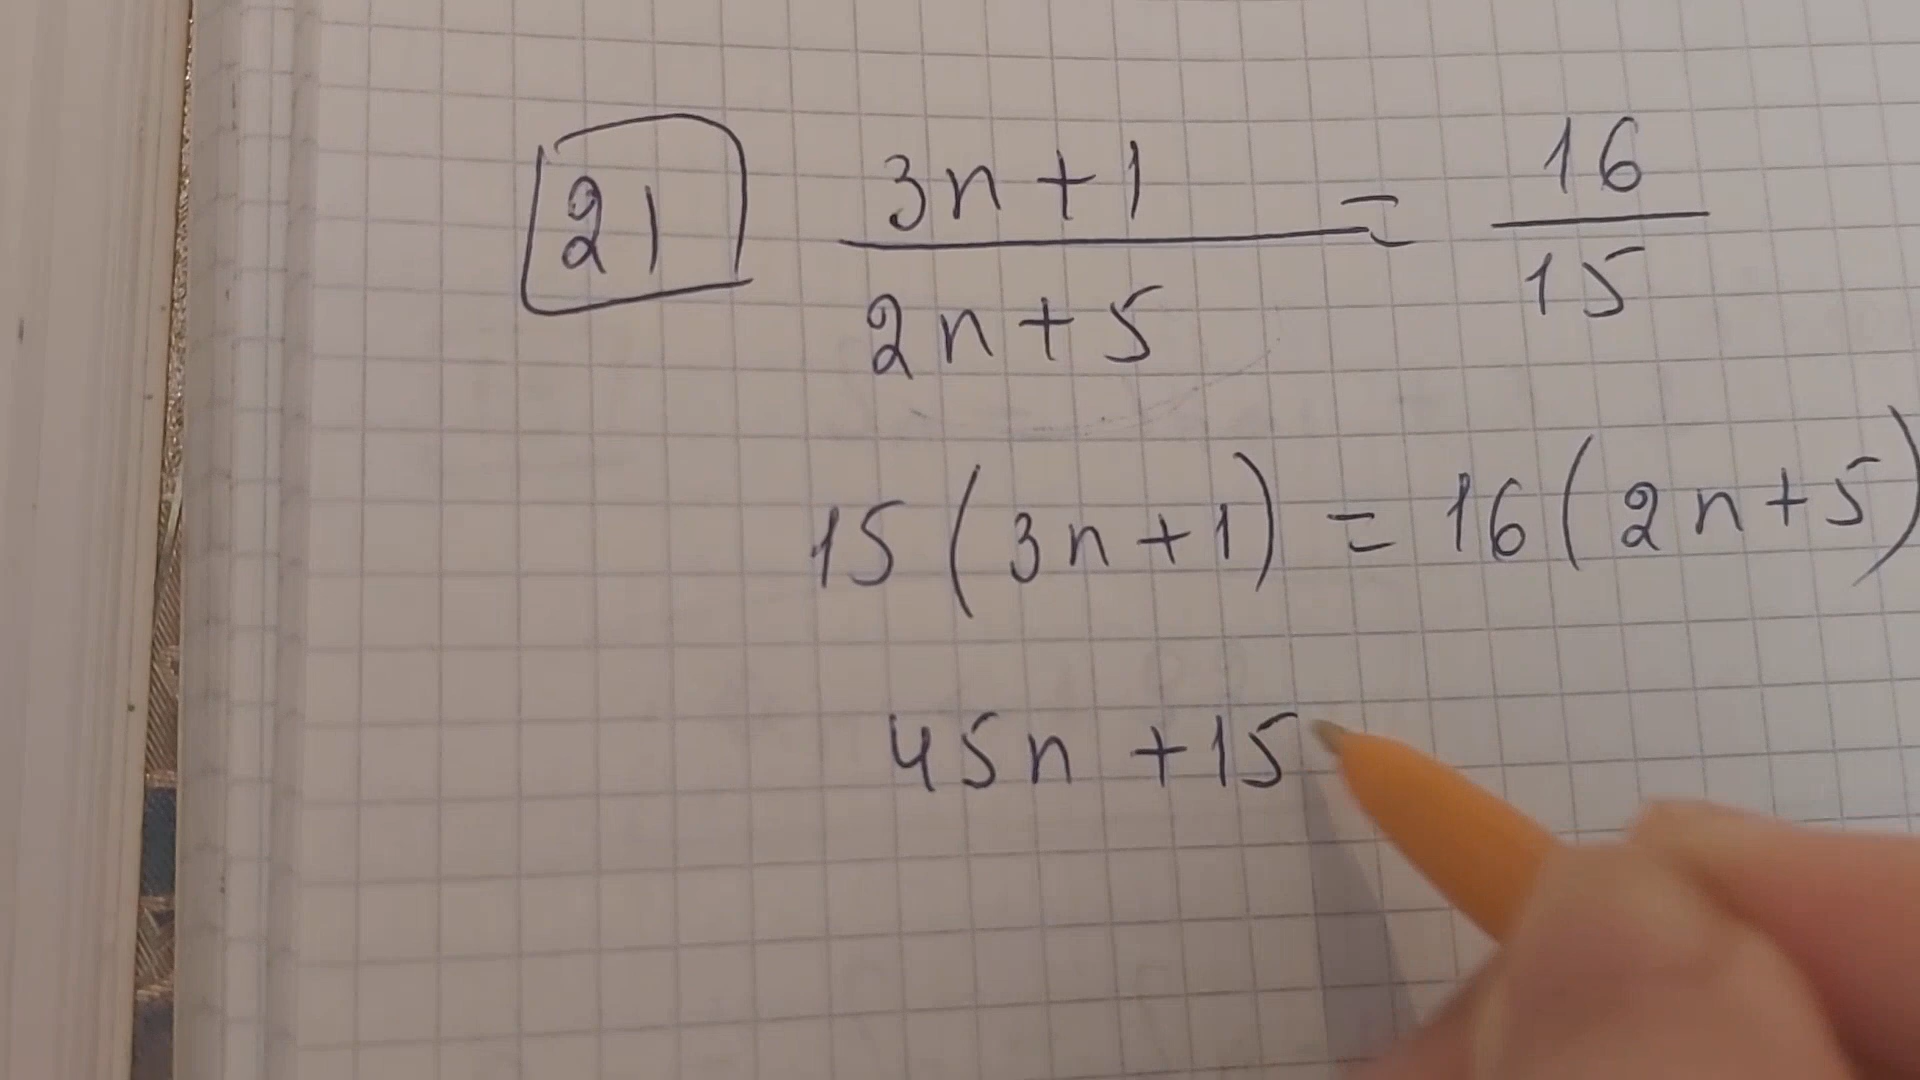 21 3n+1/2n+5 = 16/15
15(3n+1) = 16(2n+5)
45n+15